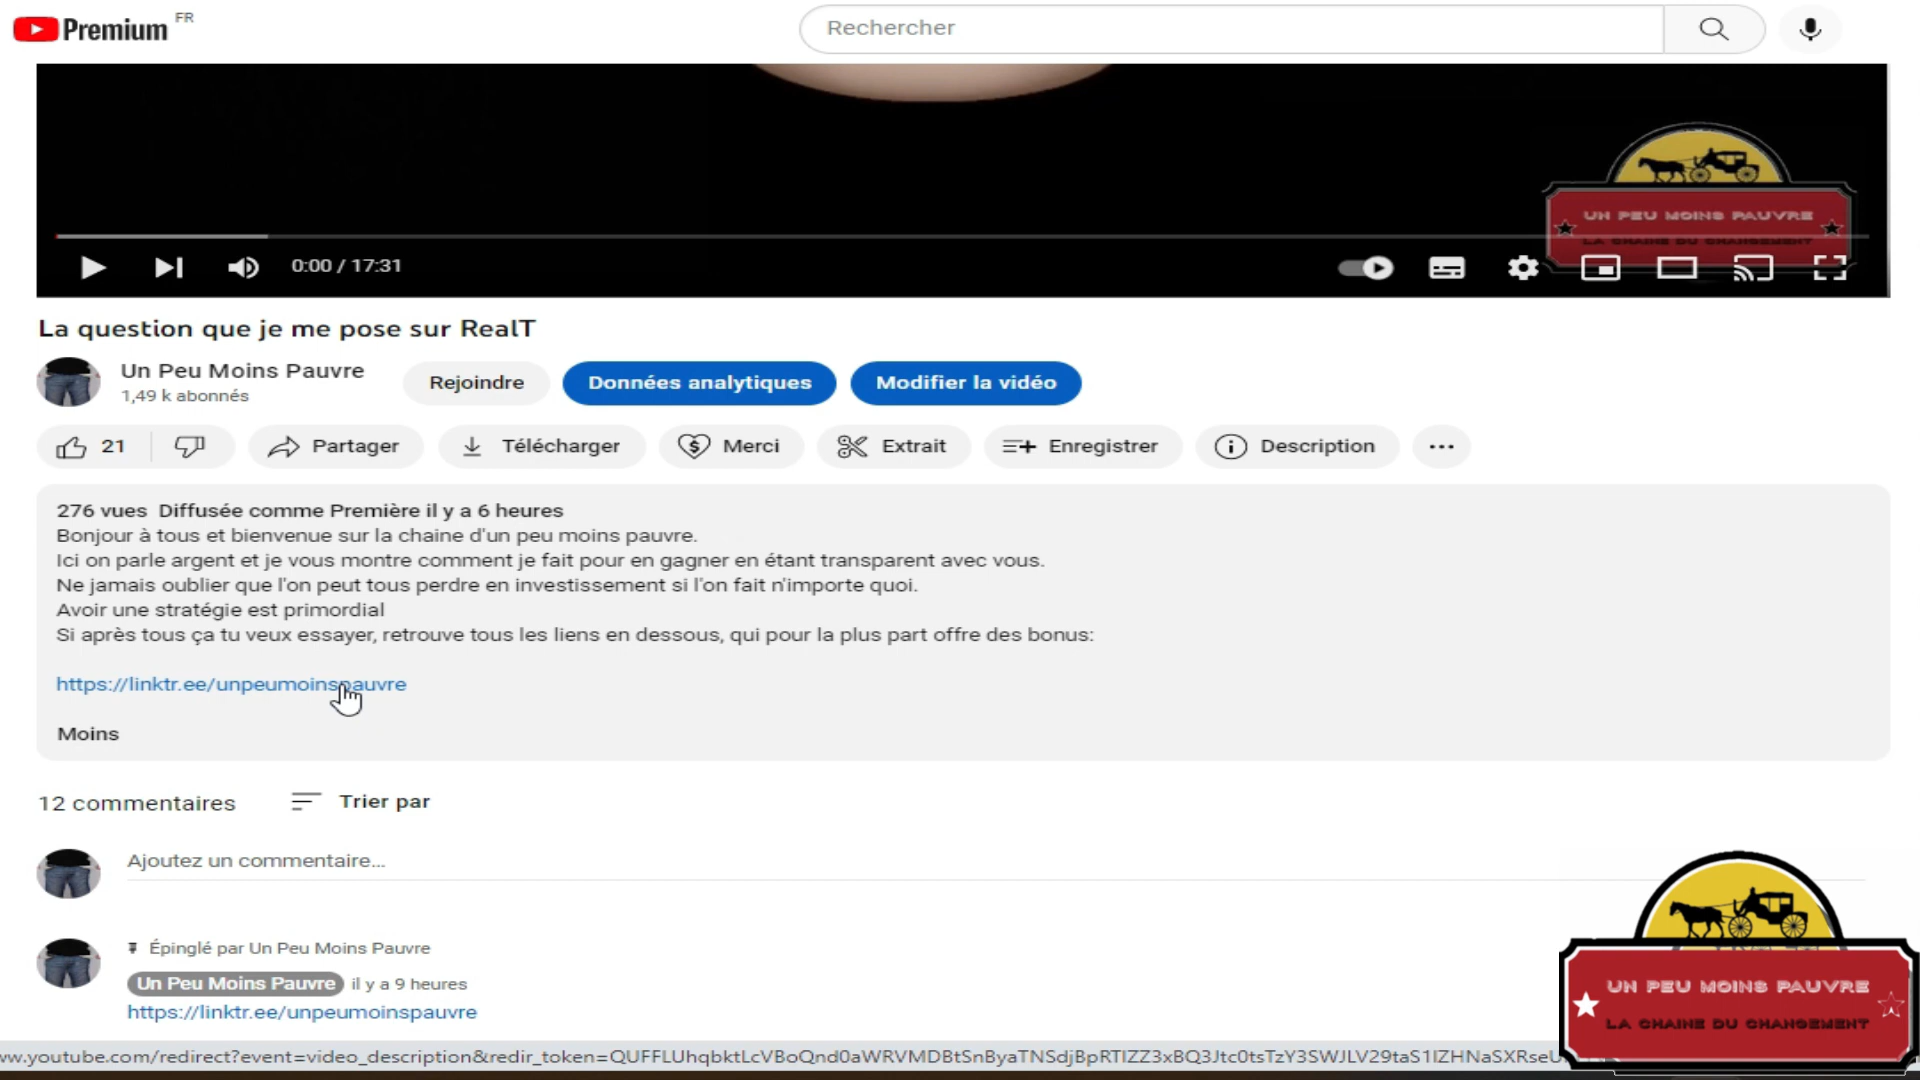 Premium FR
Rechercher
UN PEU MOINS PAUVRE
LA CHAINE DU CHANGEMENT
0:00 / 17:31
La question que je me pose sur RealT
Un Peu Moins Pauvre
1,49 k abonnés
Rejoindre
Données analytiques
Modifier la vidéo
21
Partager
Télécharger
Merci
Extrait
Enregistrer
Description
276 vues Diffusée comme Première il y a 6 heures
Bonjour à tous et bienvenue sur la chaine d'un peu moins pauvre.
Ici on parle argent et je vous montre comment je fait pour en gagner en étant transparent avec vous.
Ne jamais oublier que l'on peut tous perdre en investissement si l'on fait n'importe quoi.
Avoir une stratégie est primordial
Si après tous ça tu veux essayer, retrouve tous les liens en dessous, qui pour la plus part offre des bonus:
https://linktr.ee/unpeumoinspauvre
Moins
12 commentaires
Trier par
Ajoutez un commentaire...
Épinglé par Un Peu Moins Pauvre
Un Peu Moins Pauvre il y a 9 heures
https://linktr.ee/unpeumoinspauvre
UN PEU MOINS PAUVRE
LA CHAINE DU CHANGEMENT